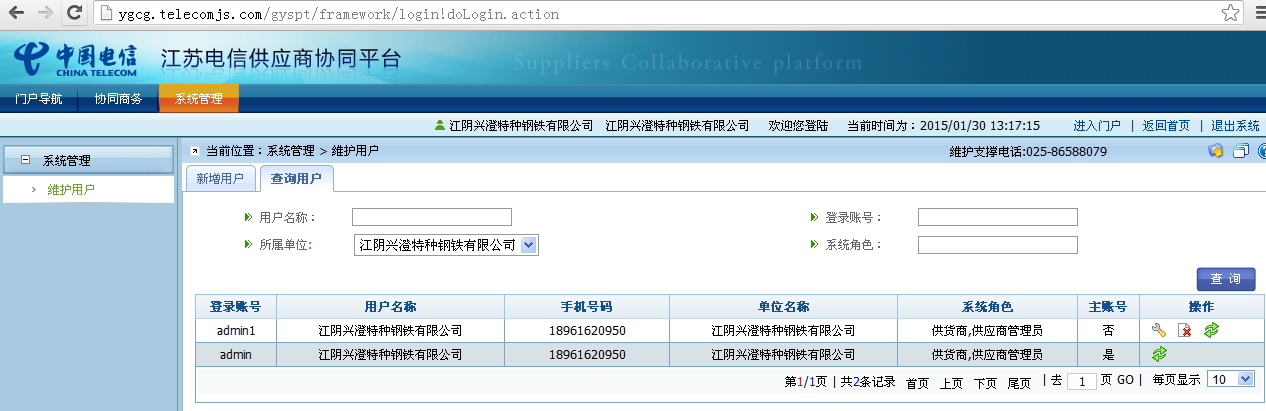 ygcg.telecomjs.com/gyspt/framework/login!doLogin.action
中国电信 CHINA TELECOM 江苏电信供应商协同平台 Suppliers Collaborative platform
门户导航 协同商务 系统管理
江阴兴澄特种钢铁有限公司 江阴兴澄特种钢铁有限公司 欢迎您登陆 当前时间为：2015/01/30 13:17:15 进入门户 | 返回首页 | 退出系统
系统管理 当前位置：系统管理 > 维护用户 维护支撑电话:025-86588079
维护用户 新增用户 查询用户
用户名称： 登录账号：
所属单位: 江阴兴澄特种钢铁有限公司 系统角色：
查 询
登录账号 用户名称 手机号码 单位名称 系统角色 主账号 操作
admin1 江阴兴澄特种钢铁有限公司 18961620950 江阴兴澄特种钢铁有限公司 供货商,供应商管理员 否
admin 江阴兴澄特种钢铁有限公司 18961620950 江阴兴澄特种钢铁有限公司 供货商,供应商管理员 是
第1/1页 | 共2条记录 首页 上页 下页 尾页 | 去 1 页 GO | 每页显示 10